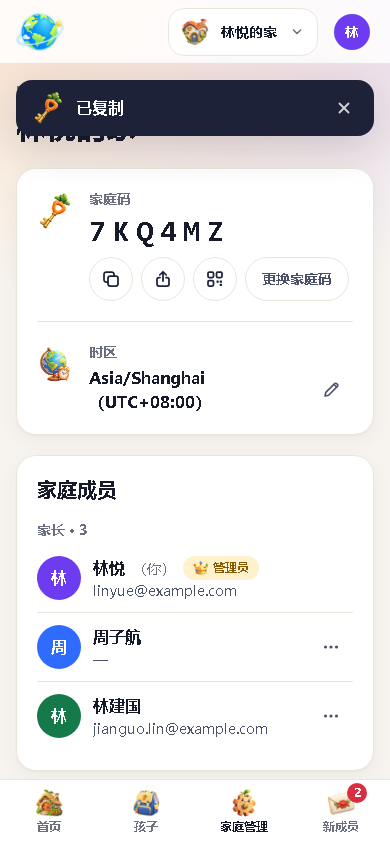 林悦的家
林
已复制
家庭码
7KQ4MZ
更换家庭码
时区
Asia/Shanghai
（UTC+08:00）
家庭成员
家长 • 3
林
林悦 （你） 管理员
linyue@example.com
周
周子航
—
林
林建国
jianguo.lin@example.com
2
首页
孩子
家庭管理
新成员